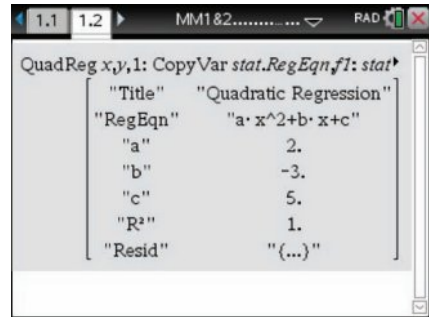 1.1 1.2 MM1&2........ ... RAD
QuadReg x,y,1: CopyVar stat.RegEqn,f1: stat
"Title" "Quadratic Regression"
"RegEqn" "a· x^2+b· x+c"
"a" 2.
"b" -3.
"c" 5.
"R²" 1.
"Resid" "{...}"